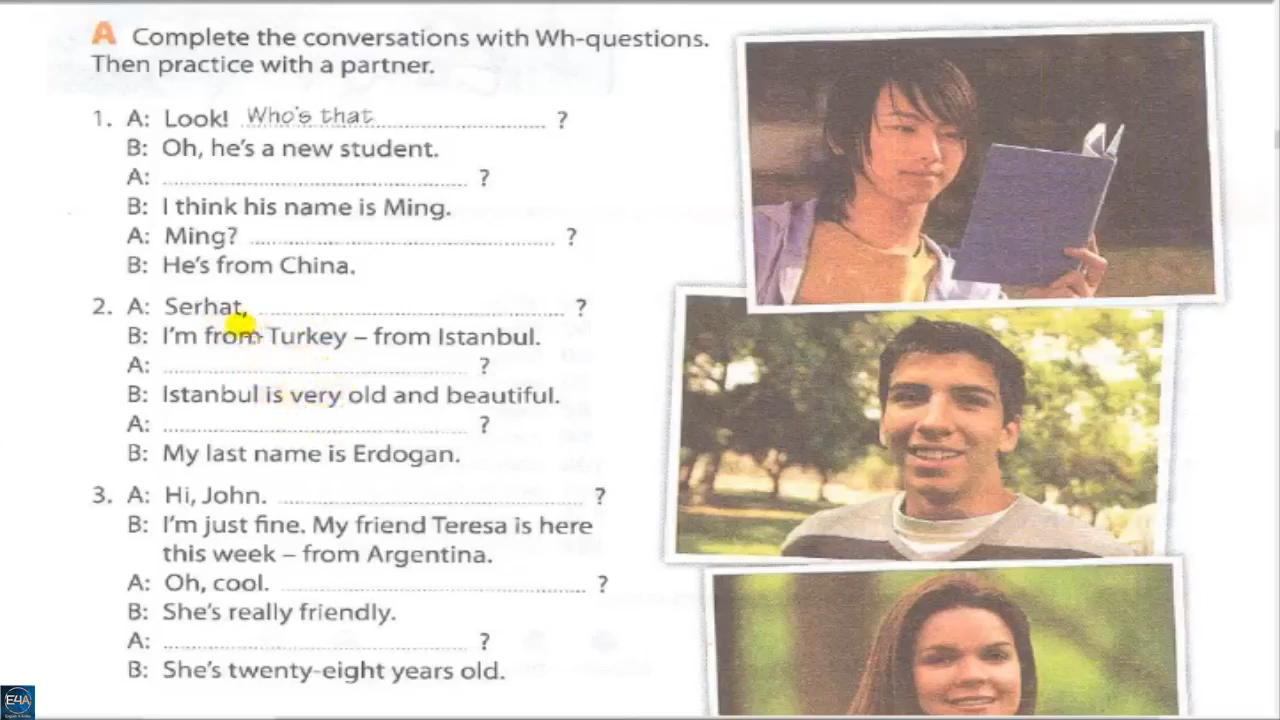 A Complete the conversations with Wh-questions.
Then practice with a partner.
1. A: Look! Who's that ?
B: Oh, he's a new student.
A: ?
B: I think his name is Ming.
A: Ming? ?
B: He's from China.
2. A: Serhat, ?
B: I'm from Turkey – from Istanbul.
A: ?
B: Istanbul is very old and beautiful.
A: ?
B: My last name is Erdogan.
3. A: Hi, John. ?
B: I'm just fine. My friend Teresa is here
this week – from Argentina.
A: Oh, cool. ?
B: She's really friendly.
A: ?
B: She's twenty-eight years old.
E4A